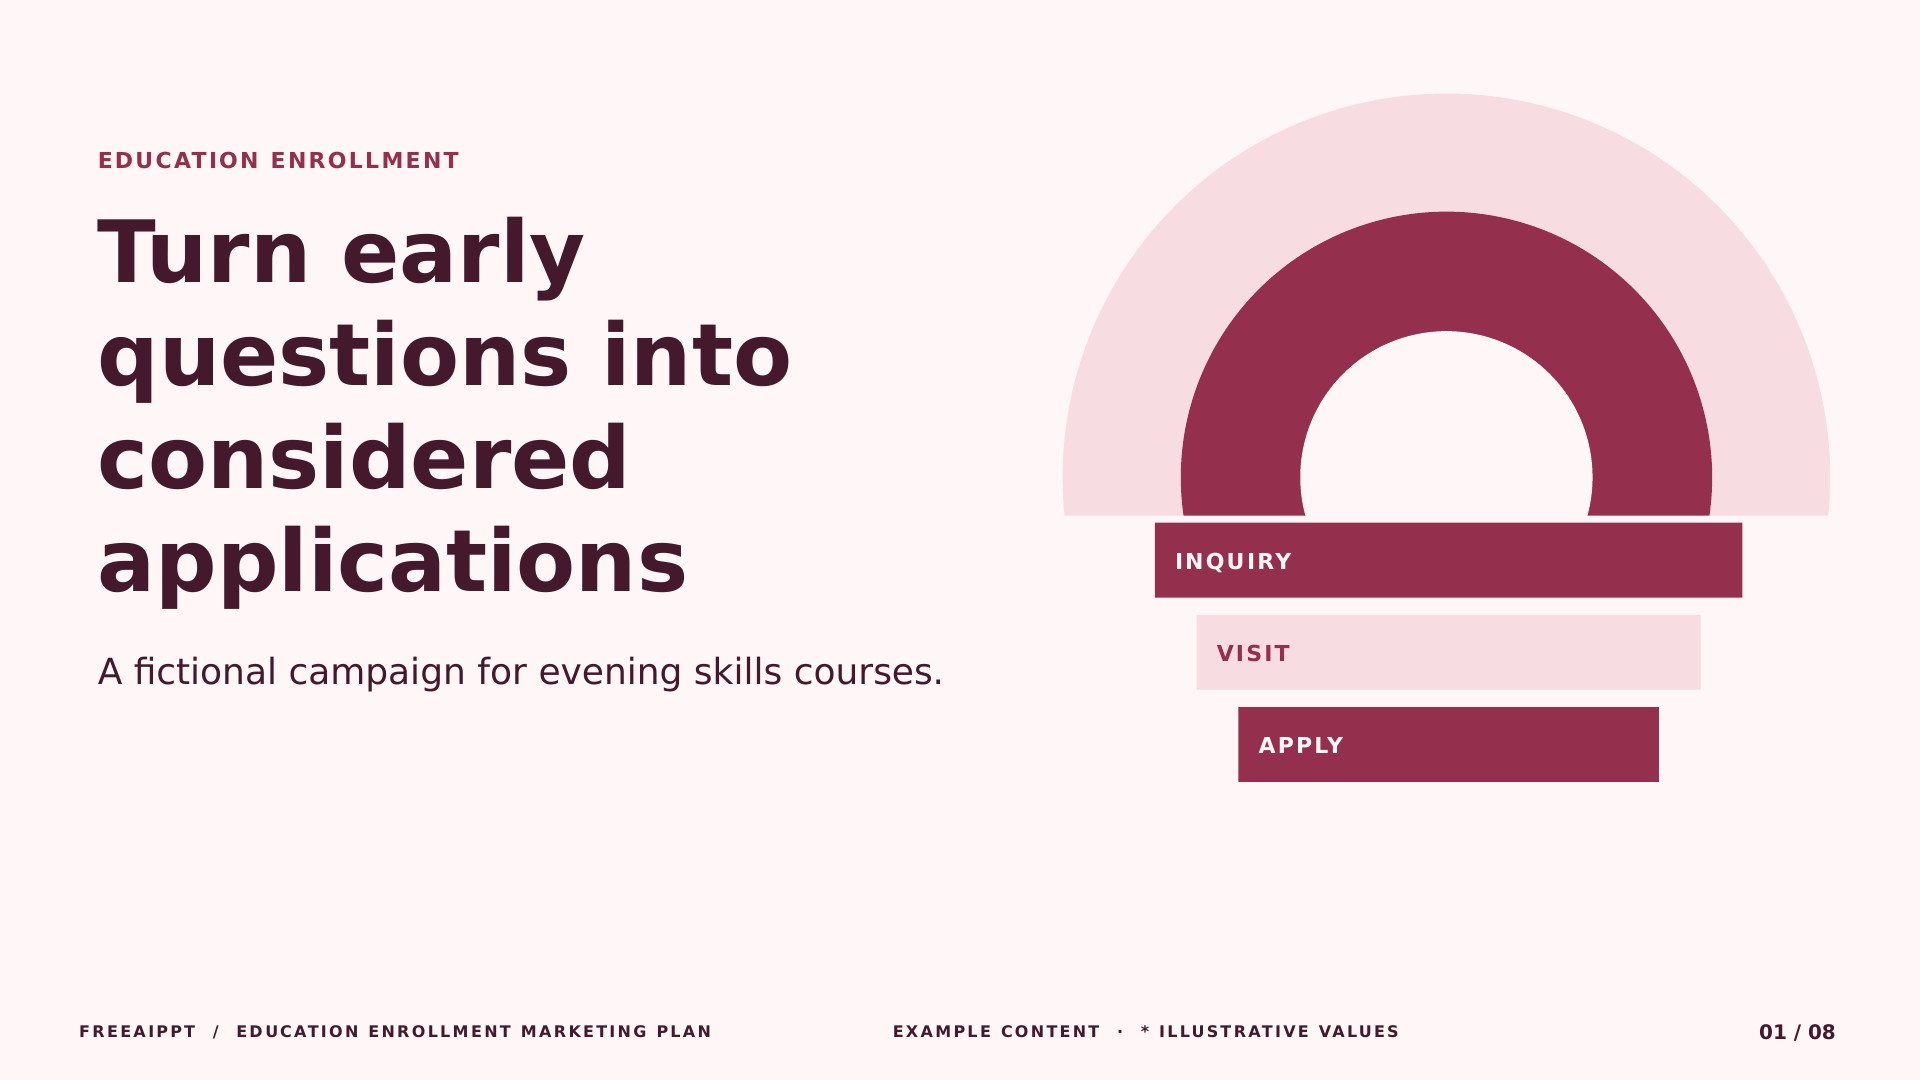 EDUCATION ENROLLMENT
Turn early
questions into
considered
applications
A fictional campaign for evening skills courses.
INQUIRY
VISIT
APPLY
FREEAIPPT / EDUCATION ENROLLMENT MARKETING PLAN
EXAMPLE CONTENT · * ILLUSTRATIVE VALUES
01 / 08